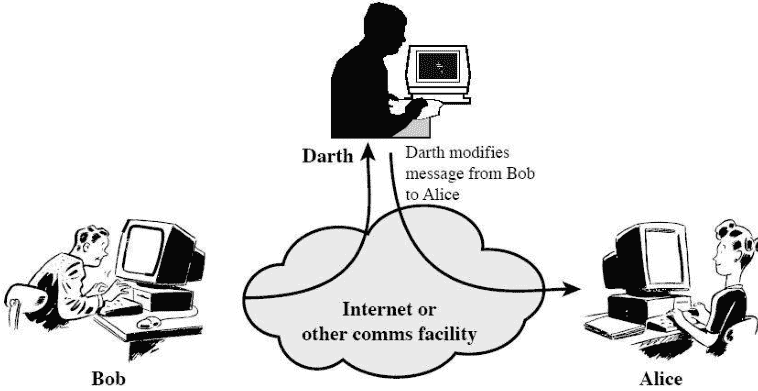 Darth
Darth modifies
message from Bob
to Alice
Internet or
other comms facility
Bob
Alice